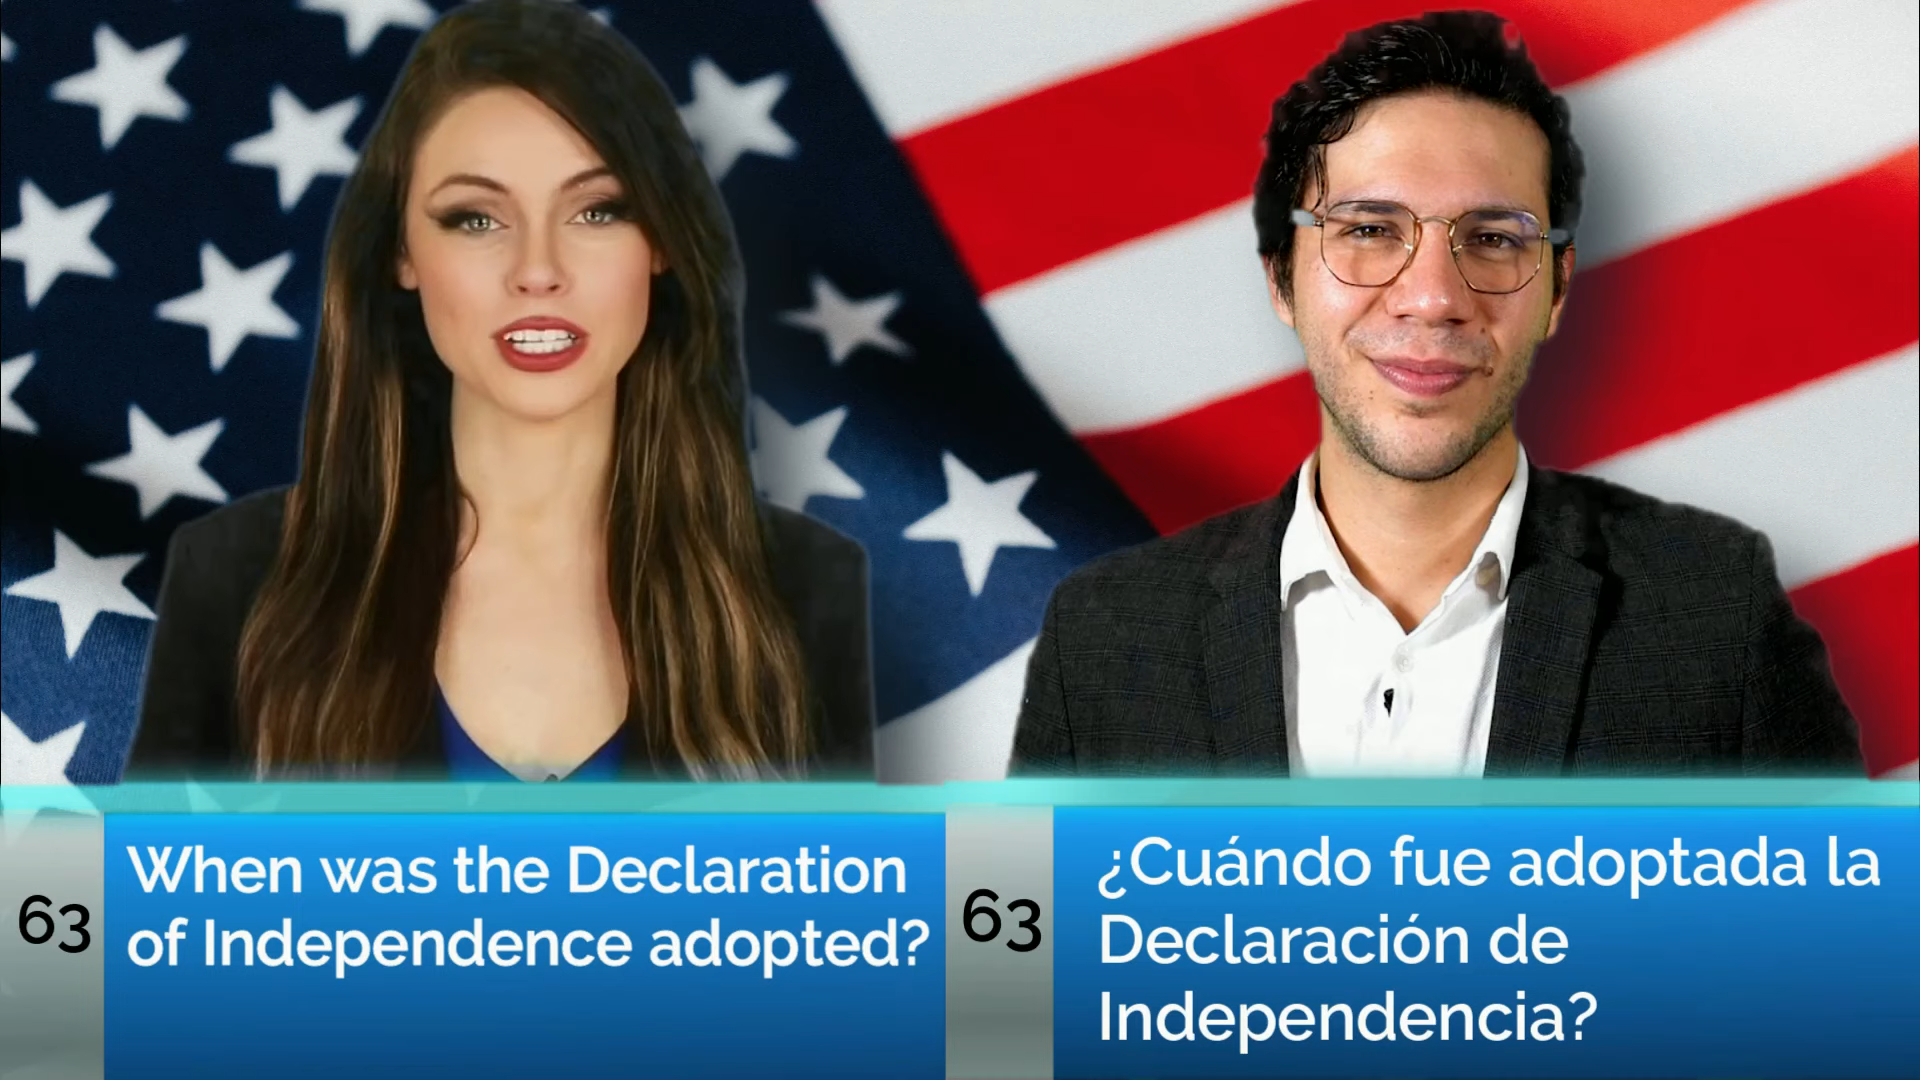 63
When was the Declaration
of Independence adopted?
63
¿Cuándo fue adoptada la
Declaración de
Independencia?